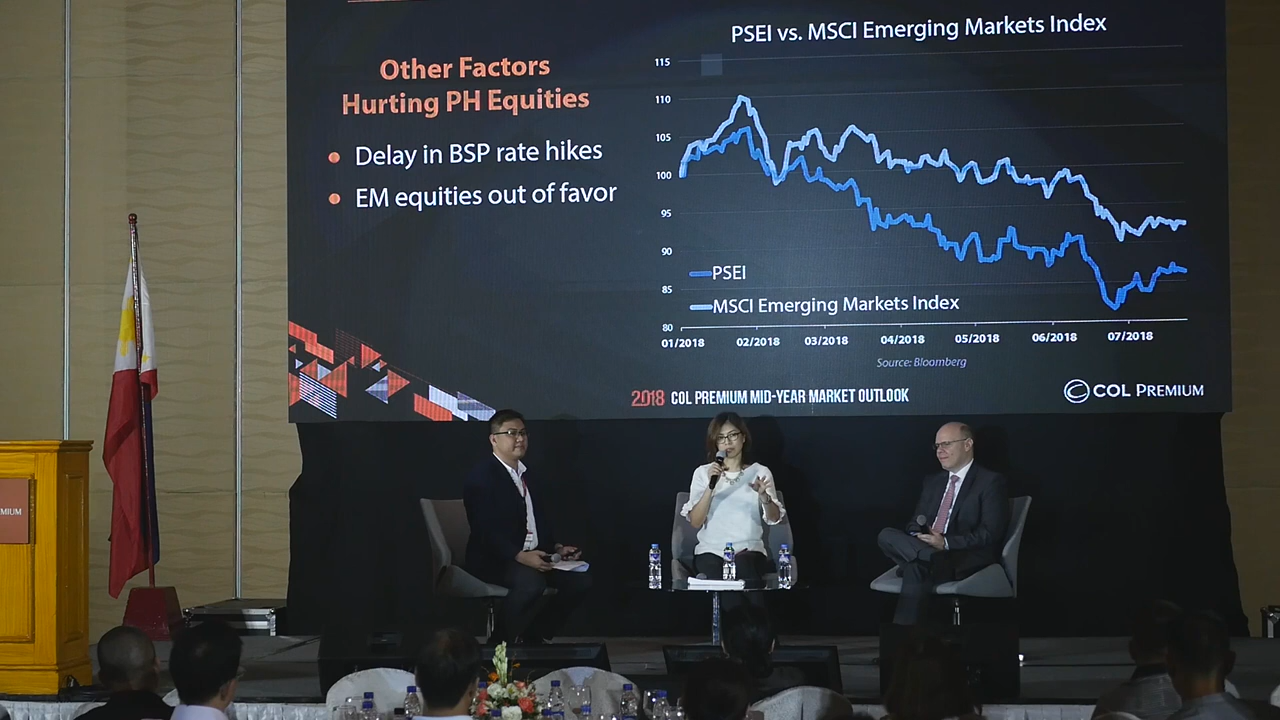 Other Factors
Hurting PH Equities
Delay in BSP rate hikes
EM equities out of favor
PSEI vs. MSCI Emerging Markets Index
115
110
105
100
95
90
85
80
PSEI
MSCI Emerging Markets Index
01/2018 02/2018 03/2018 04/2018 05/2018 06/2018 07/2018
Source: Bloomberg
2018 COL PREMIUM MID-YEAR MARKET OUTLOOK
COL PREMIUM
MIUM